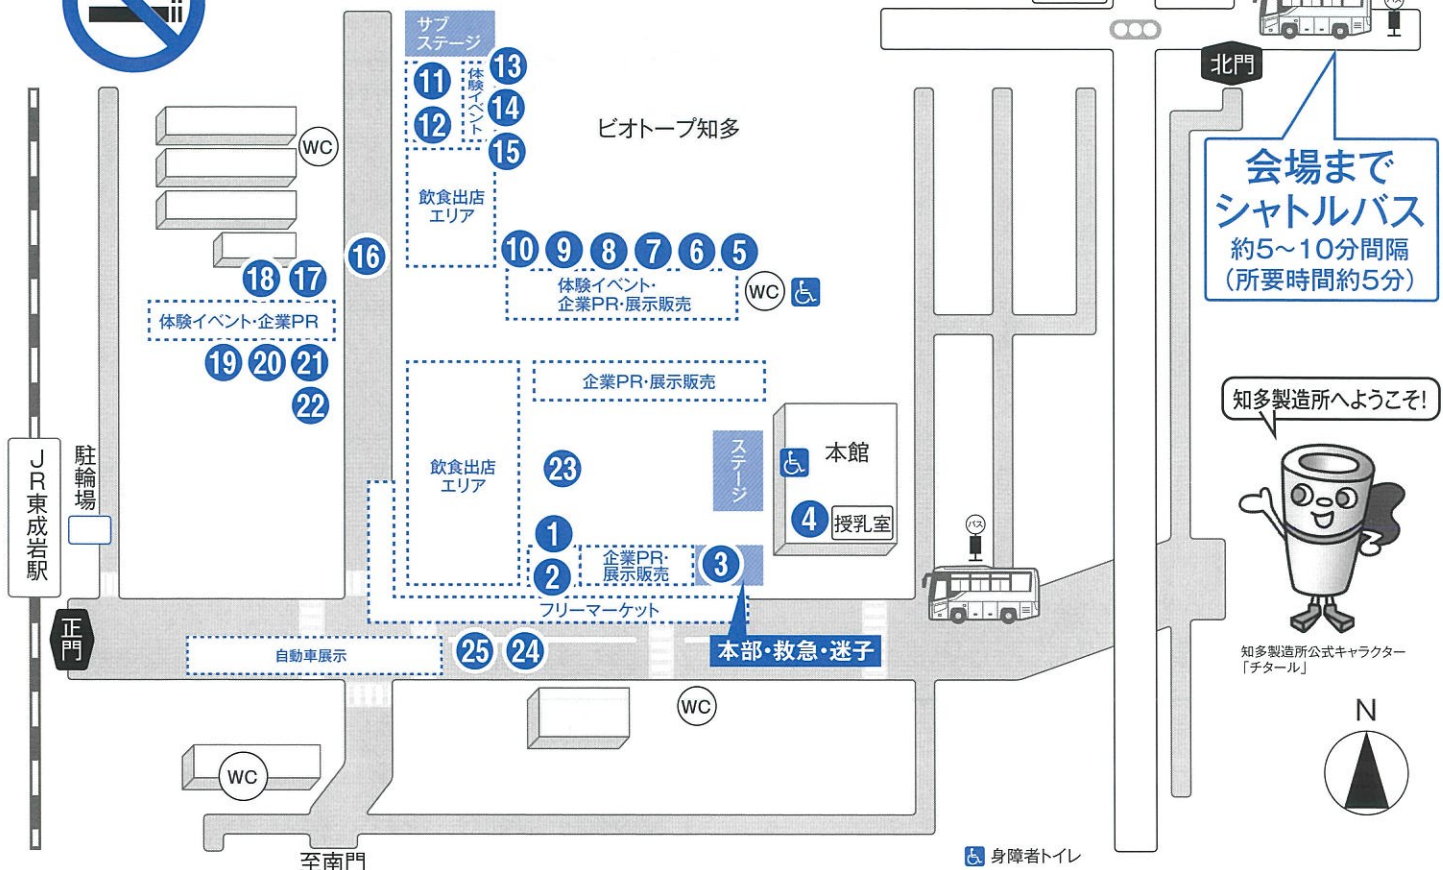 サブ
ステージ
11
12
体験イベント
13
14
15
ビオトープ知多
北門
バス
会場まで
シャトルバス
約5～10分間隔
(所要時間約5分)
WC
飲食出店
エリア
16
10 9 8 7 6 5
体験イベント・
企業PR・展示販売
WC
18 17
体験イベント・企業PR
19 20 21
22
企業PR・展示販売
知多製造所へようこそ!
JR東成岩駅
駐輪場
飲食出店
エリア
23
ステージ
本館
4
授乳室
1
2
企業PR・
展示販売
3
バス
フリーマーケット
正門
自動車展示
25 24
本部・救急・迷子
知多製造所公式キャラクター
「チタール」
WC
WC
N
至南門
身障者トイレ